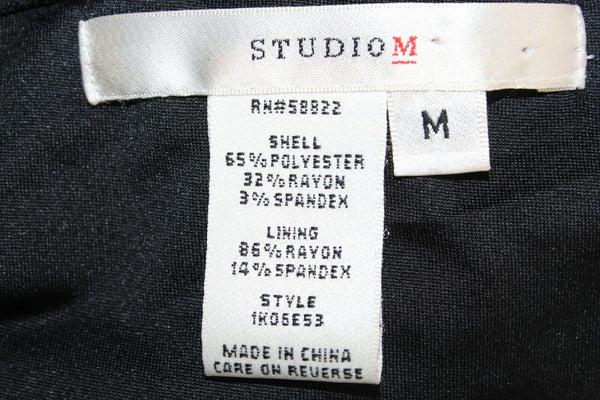 STUDIO M
RN#58822
M
SHELL
65% POLYESTER
32% RAYON
3% SPANDEX
LINING
86% RAYON
14% SPANDEX
STYLE
1K06E53
MADE IN CHINA
CARE ON REVERSE